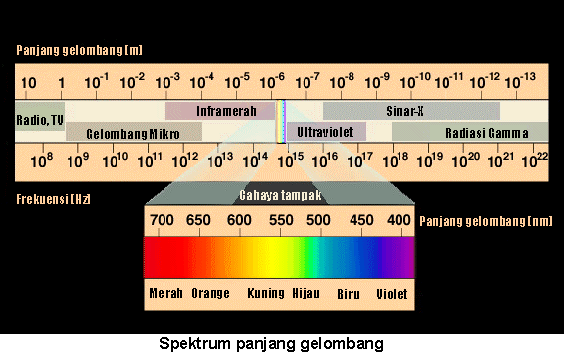 Panjang gelombang [m]
10 1 10⁻¹ 10⁻² 10⁻³ 10⁻⁴ 10⁻⁵ 10⁻⁶ 10⁻⁷ 10⁻⁸ 10⁻⁹ 10⁻¹⁰ 10⁻¹¹ 10⁻¹² 10⁻¹³
Inframerah Sinar-X
Radio, TV
Gelombang Mikro Ultraviolet Radiasi Gamma
10⁸ 10⁹ 10¹⁰ 10¹¹ 10¹² 10¹³ 10¹⁴ 10¹⁵ 10¹⁶ 10¹⁷ 10¹⁸ 10¹⁹ 10²⁰ 10²¹ 10²²
Frekuensi [Hz]
Cahaya tampak
700 650 600 550 500 450 400 Panjang gelombang [nm]
Merah Orange Kuning Hijau Biru Violet
Spektrum panjang gelombang